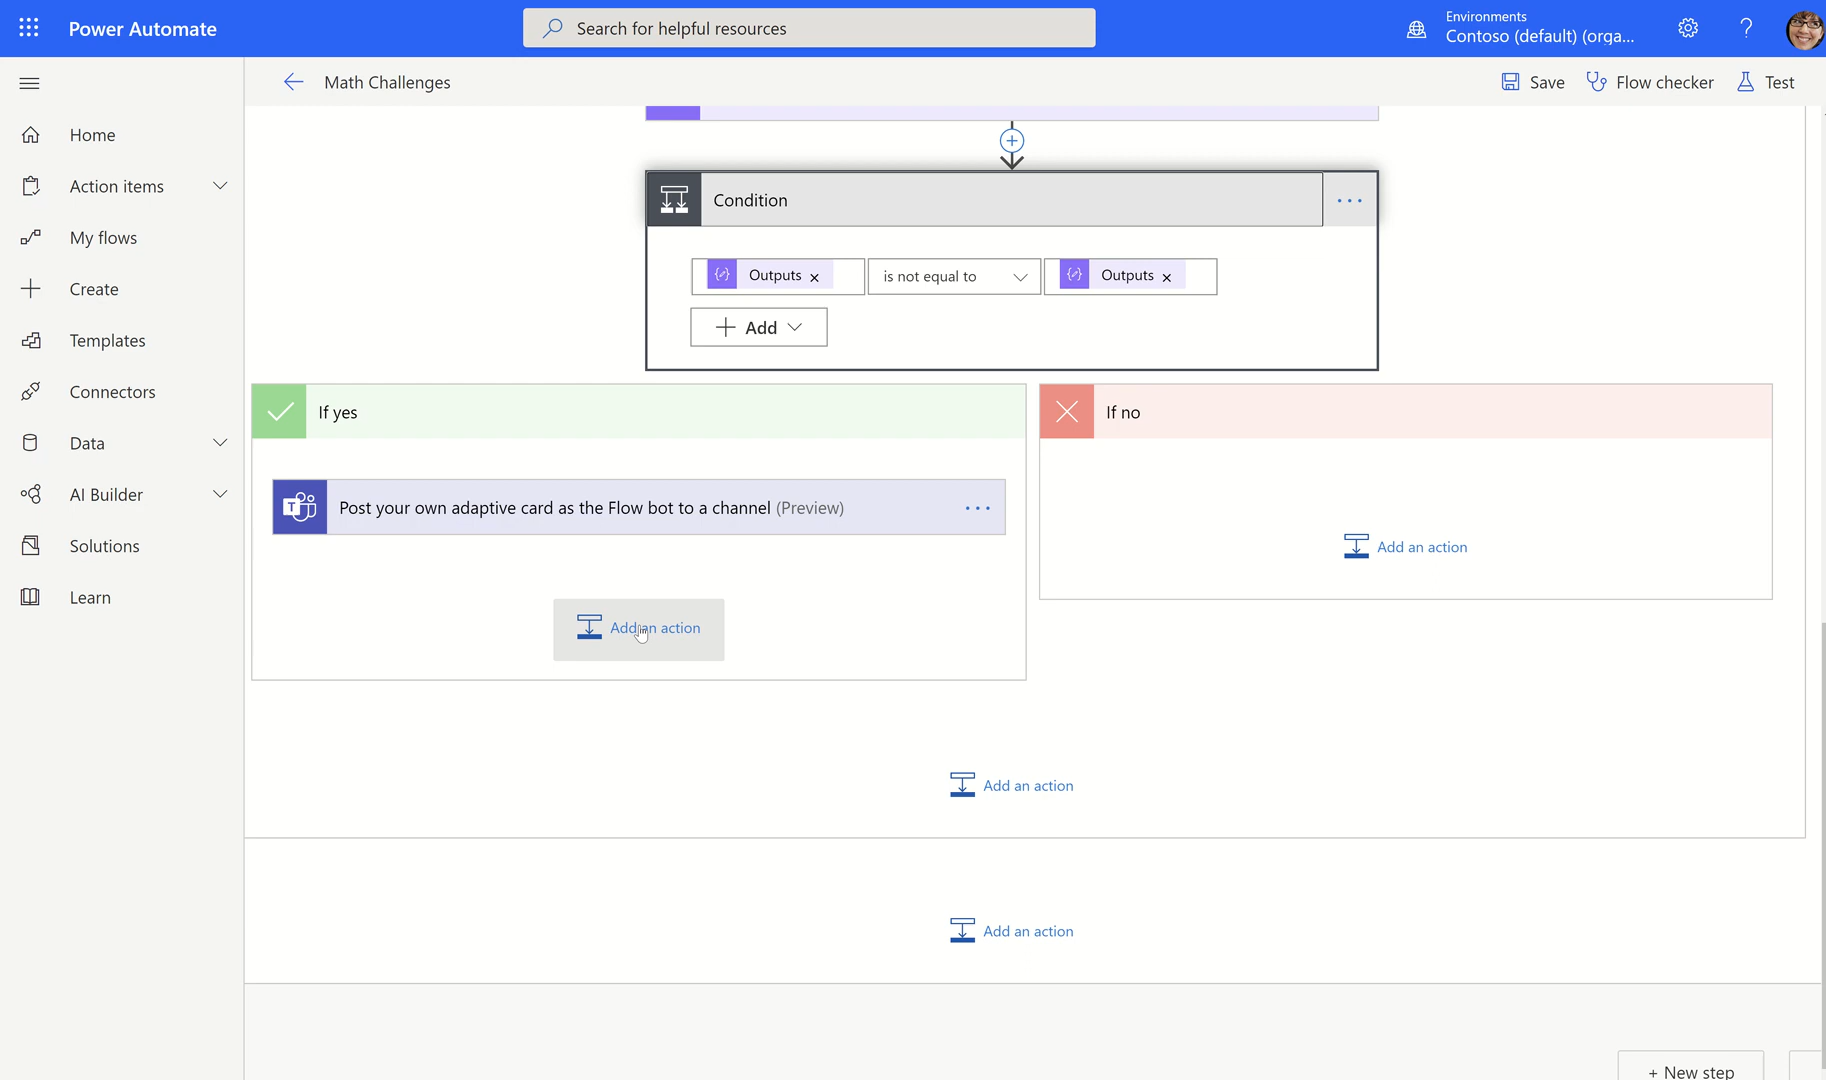 Power Automate
Search for helpful resources
Environments
Contoso (default) (orga...
?
Math Challenges
Save
Flow checker
Test
Home
Action items
My flows
Create
Templates
Connectors
Data
AI Builder
Solutions
Learn
Condition
Outputs
is not equal to
Outputs
+ Add
If yes
If no
T
Post your own adaptive card as the Flow bot to a channel (Preview)
Add an action
Add an action
Add an action
Add an action
+ New step